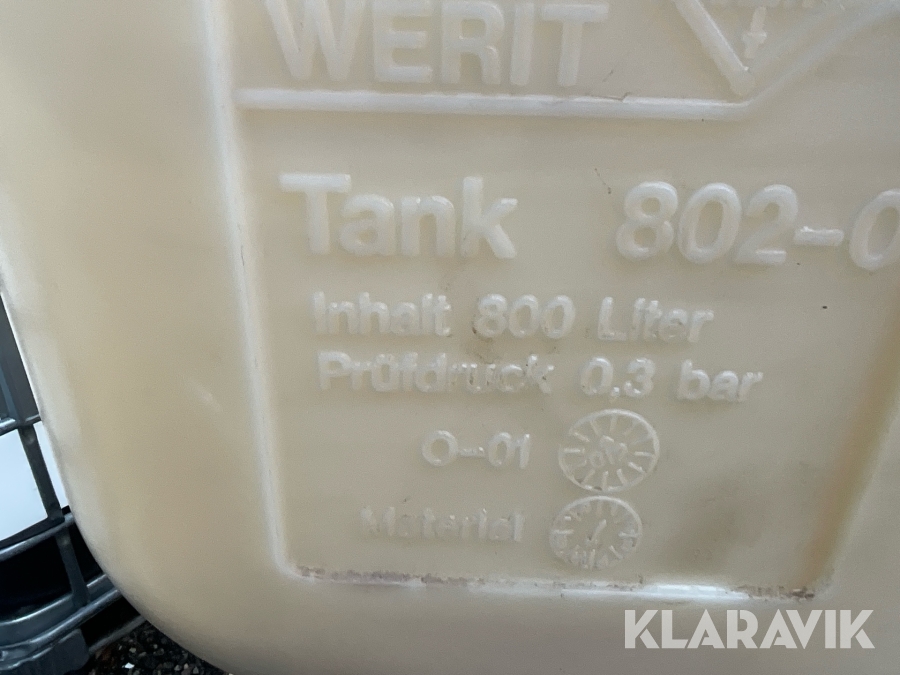 WERIT
Tank 802-0
Inhalt 800 Liter
Prüfdruck 0,3 bar
O-01
Material
KLARAVIK